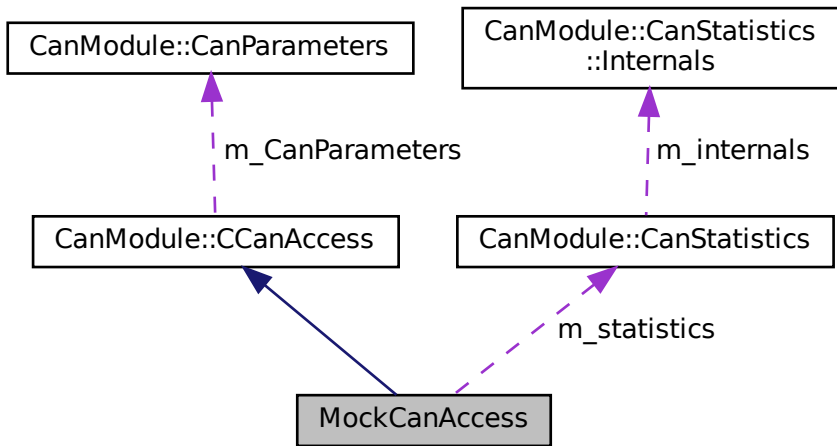 CanModule::CanParameters
CanModule::CanStatistics
::Internals
m_CanParameters
m_internals
CanModule::CCanAccess
CanModule::CanStatistics
m_statistics
MockCanAccess